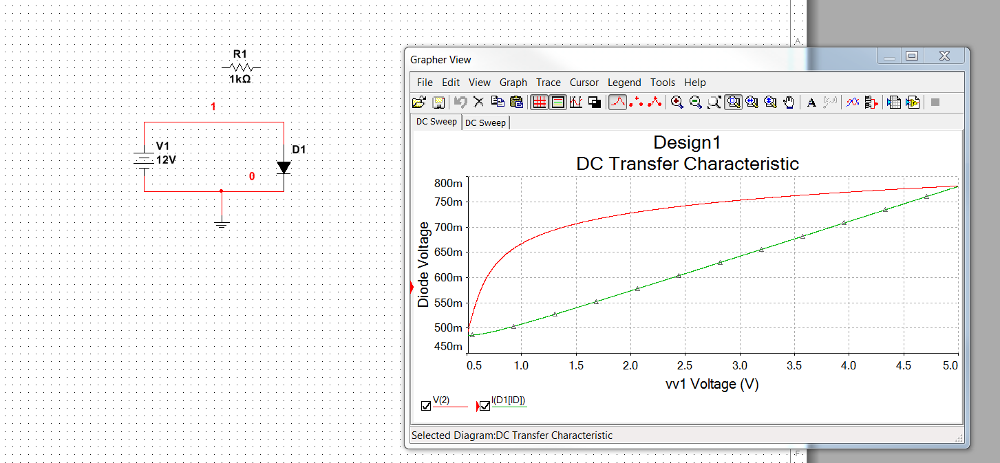 R1
1kΩ
1
V1
12V
D1
0
A
F
Grapher View
File Edit View Graph Trace Cursor Legend Tools Help
A
DC Sweep DC Sweep
Design1
DC Transfer Characteristic
Diode Voltage
800m
750m
700m
650m
600m
550m
500m
450m
0.5 1.0 1.5 2.0 2.5 3.0 3.5 4.0 4.5 5.0
vv1 Voltage (V)
V(2) I(D1[ID])
Selected Diagram:DC Transfer Characteristic